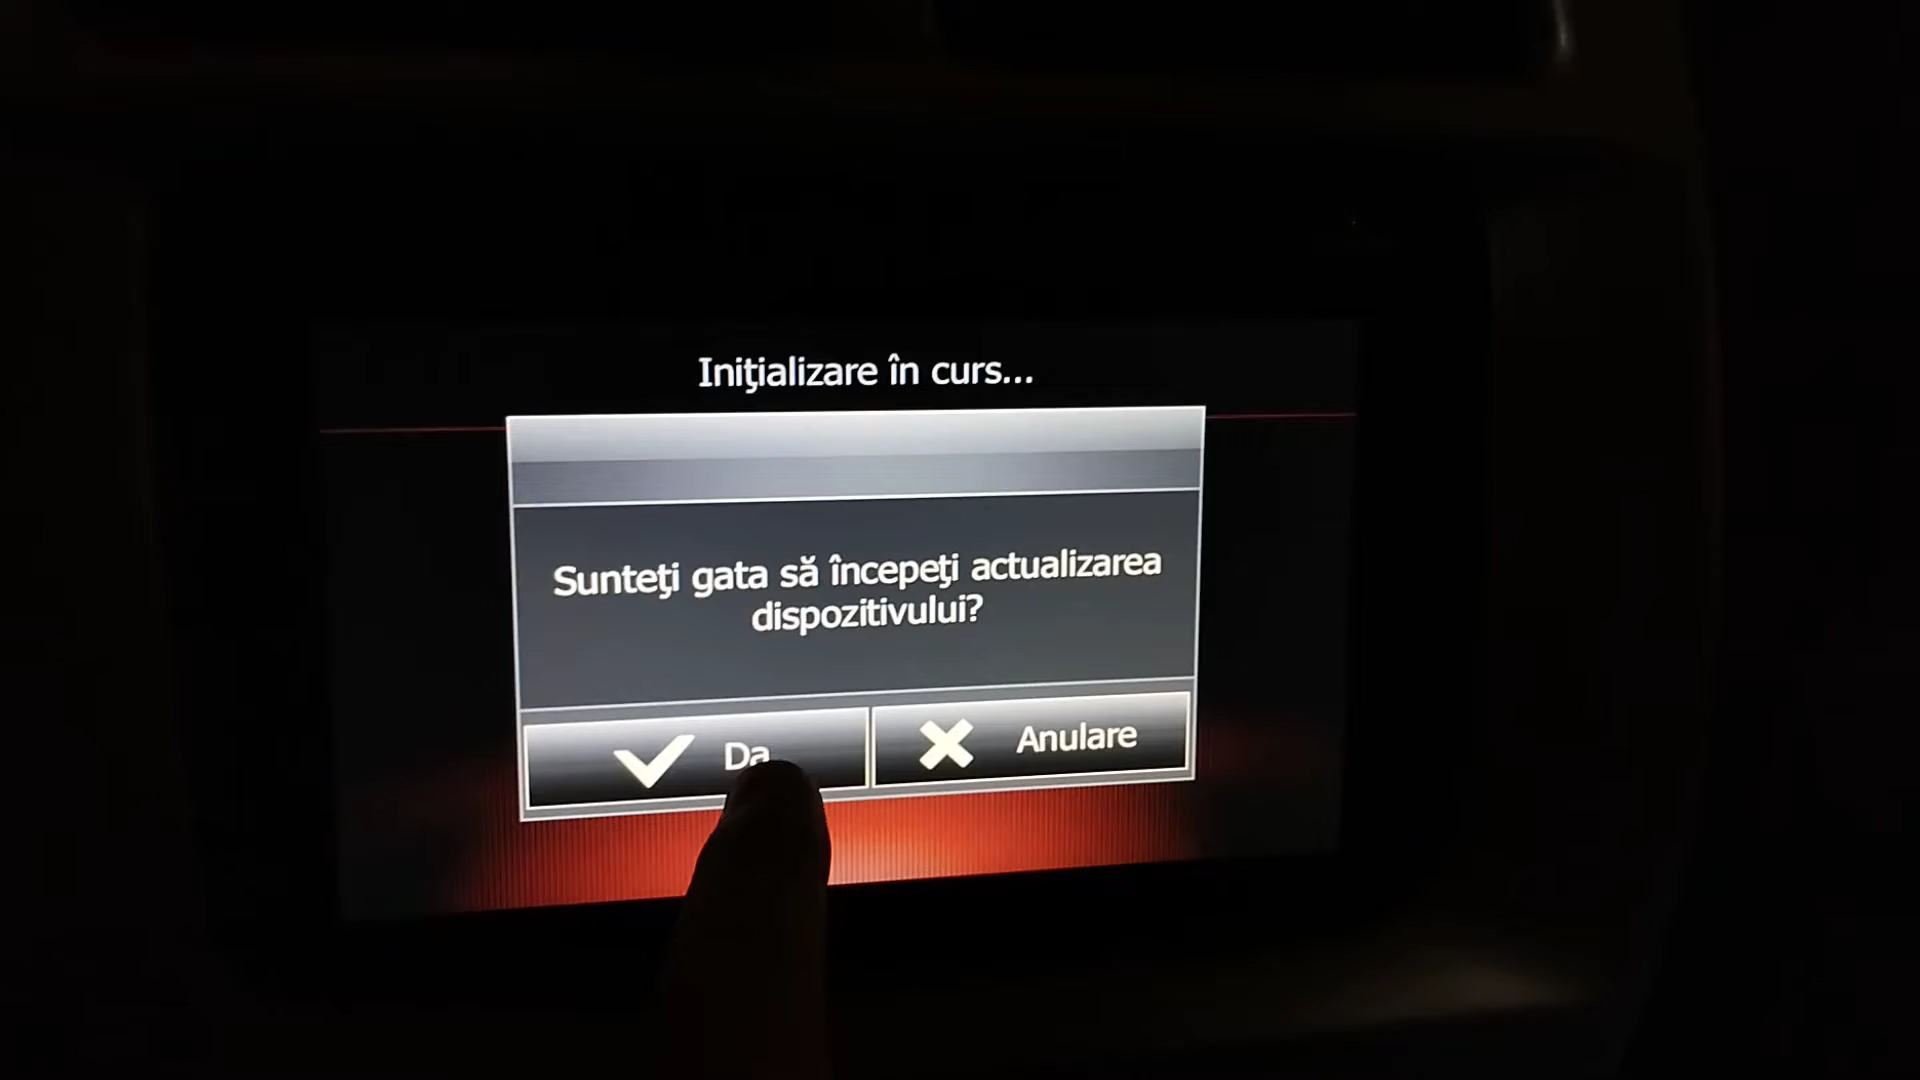 Iniţializare în curs...
Sunteţi gata să începeţi actualizarea
dispozitivului?
Da
Anulare